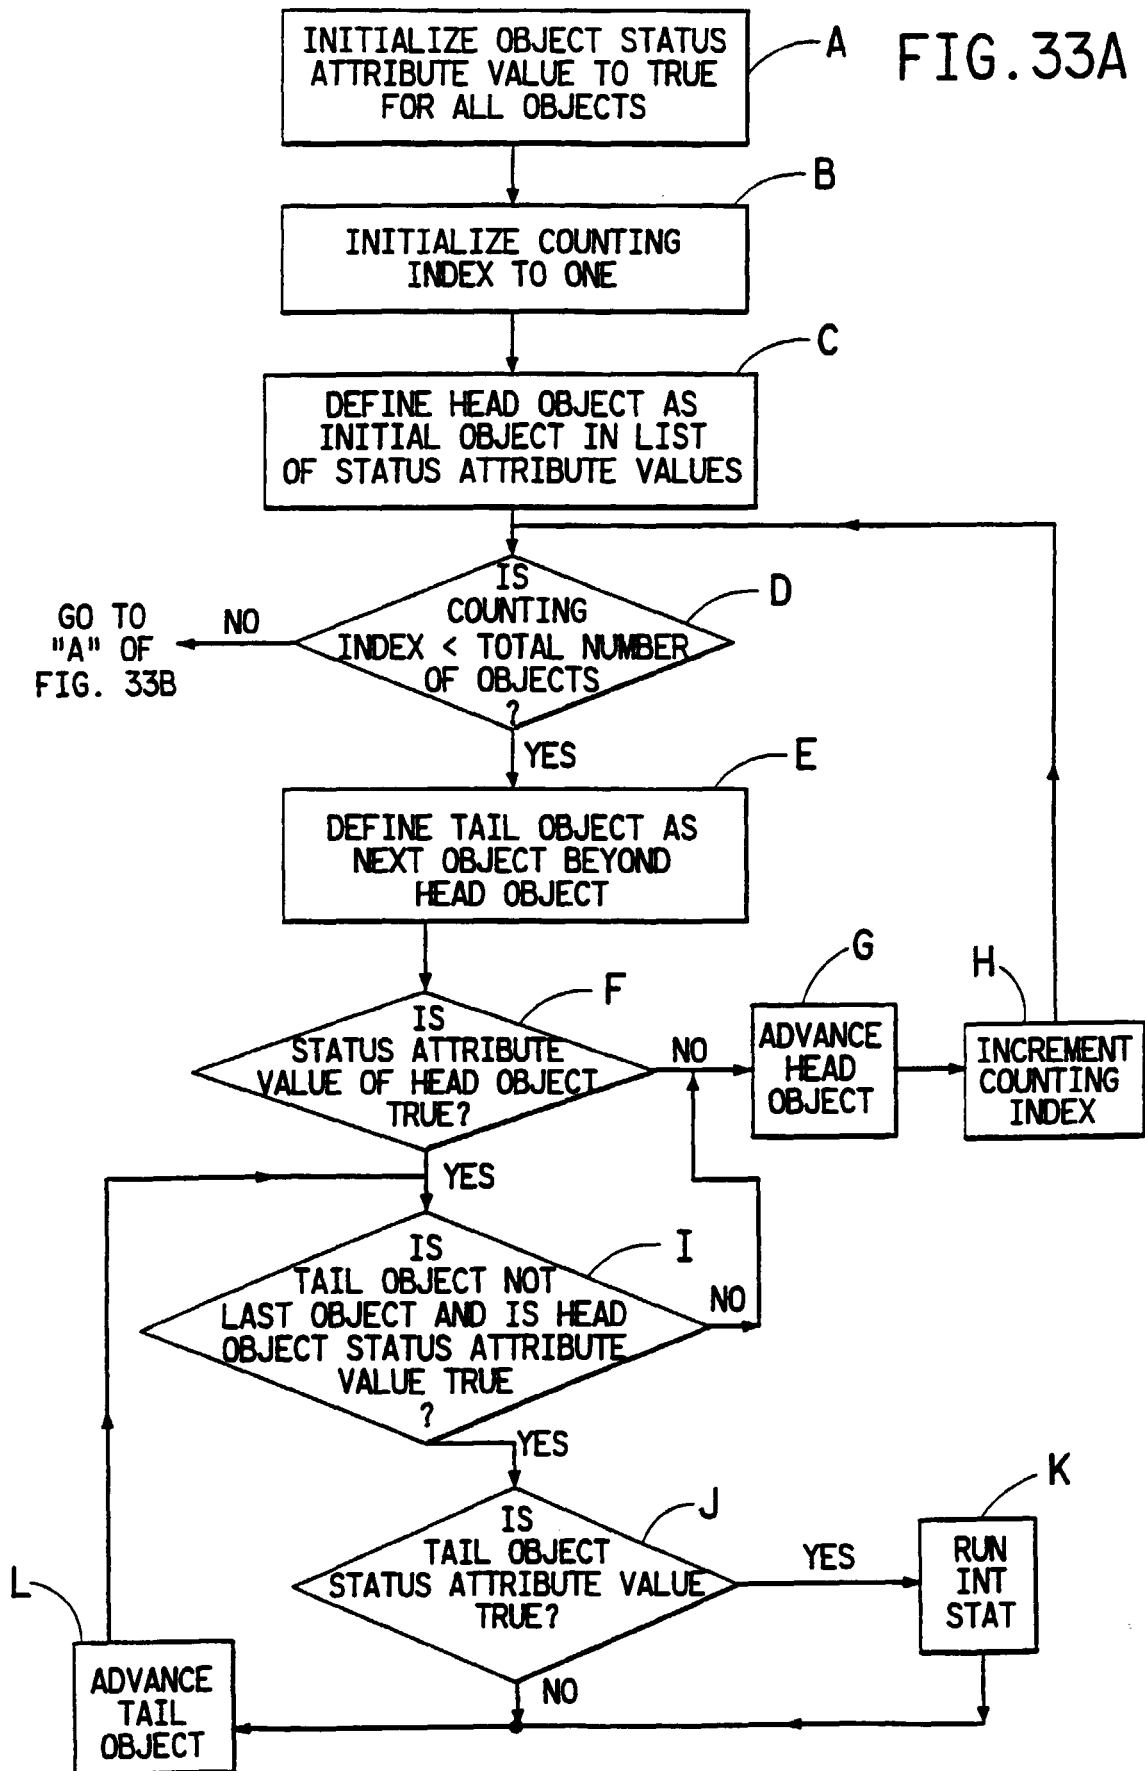 FIG.33A
INITIALIZE OBJECT STATUS
ATTRIBUTE VALUE TO TRUE
FOR ALL OBJECTS
A
INITIALIZE COUNTING
INDEX TO ONE
B
DEFINE HEAD OBJECT AS
INITIAL OBJECT IN LIST
OF STATUS ATTRIBUTE VALUES
C
IS
COUNTING
INDEX < TOTAL NUMBER
OF OBJECTS
?
D
NO
GO TO
"A" OF
FIG. 33B
YES
DEFINE TAIL OBJECT AS
NEXT OBJECT BEYOND
HEAD OBJECT
E
IS
STATUS ATTRIBUTE
VALUE OF HEAD OBJECT
TRUE?
F
NO
ADVANCE
HEAD
OBJECT
G
INCREMENT
COUNTING
INDEX
H
YES
IS
TAIL OBJECT NOT
LAST OBJECT AND IS HEAD
OBJECT STATUS ATTRIBUTE
VALUE TRUE
?
I
NO
YES
IS
TAIL OBJECT
STATUS ATTRIBUTE VALUE
TRUE?
J
YES
RUN
INT
STAT
K
NO
ADVANCE
TAIL
OBJECT
L